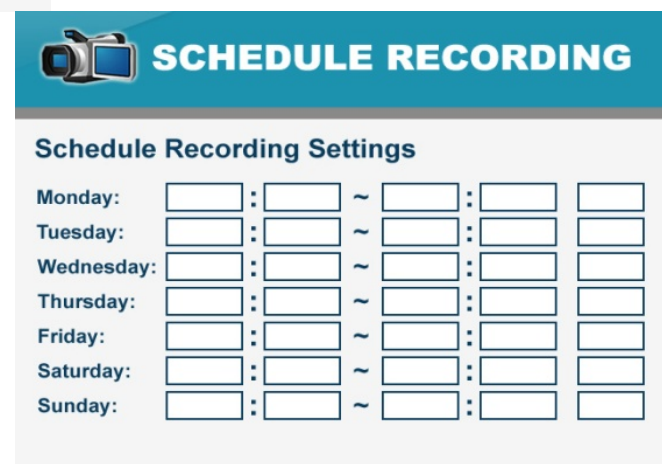 SCHEDULE RECORDING
Schedule Recording Settings
Monday: : ~ :
Tuesday: : ~ :
Wednesday: : ~ :
Thursday: : ~ :
Friday: : ~ :
Saturday: : ~ :
Sunday: : ~ :